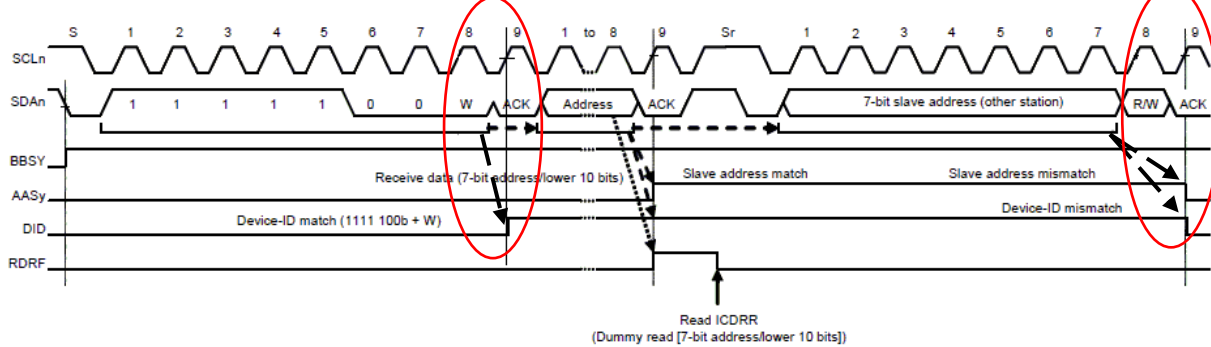 S 1 2 3 4 5 6 7 8 9 1 to 8 9 Sr 1 2 3 4 5 6 7 8 9
SCLn
SDAn 1 1 1 1 1 0 0 W ACK Address ACK 7-bit slave address (other station) R/W ACK
BBSY
Receive data (7-bit address/lower 10 bits) Slave address match Slave address mismatch
AASy
Device-ID match (1111 100b + W) Device-ID mismatch
DID
RDRF
Read ICDRR
(Dummy read [7-bit address/lower 10 bits])